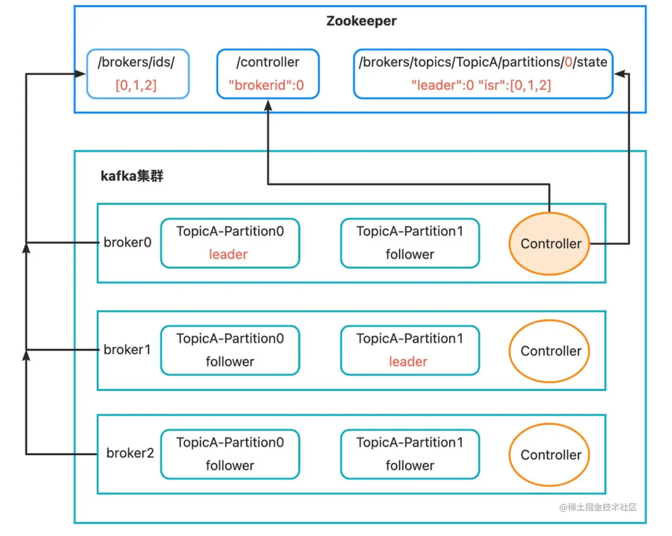 Zookeeper
/brokers/ids/
[0,1,2]
/controller
"brokerid":0
/brokers/topics/TopicA/partitions/0/state
"leader":0 "isr":[0,1,2]
kafka集群
broker0
TopicA-Partition0
leader
TopicA-Partition1
follower
Controller
broker1
TopicA-Partition0
follower
TopicA-Partition1
leader
Controller
broker2
TopicA-Partition0
follower
TopicA-Partition1
follower
Controller
@稀土掘金技术社区